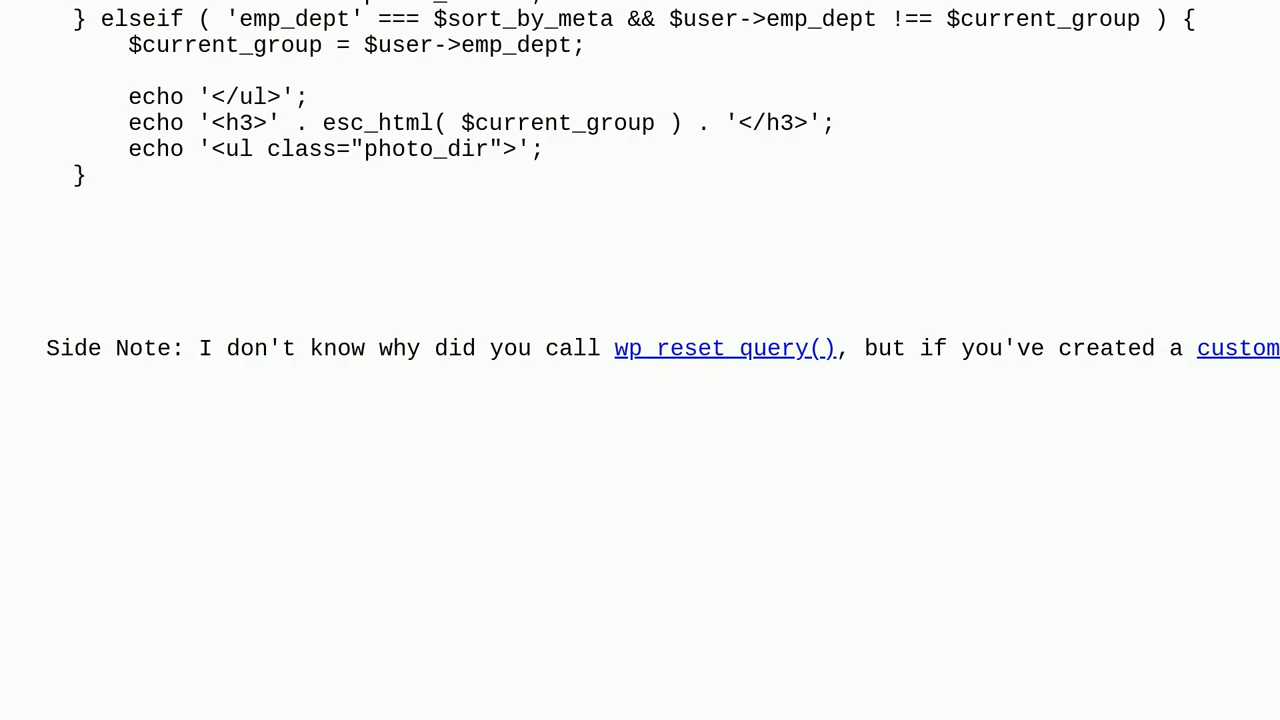 } elseif ( 'emp_dept' === $sort_by_meta && $user->emp_dept !== $current_group ) {
$current_group = $user->emp_dept;
echo '</ul>';
echo '<h3>' . esc_html( $current_group ) . '</h3>';
echo '<ul class="photo_dir">';
}
Side Note: I don't know why did you call wp_reset_query(), but if you've created a custom